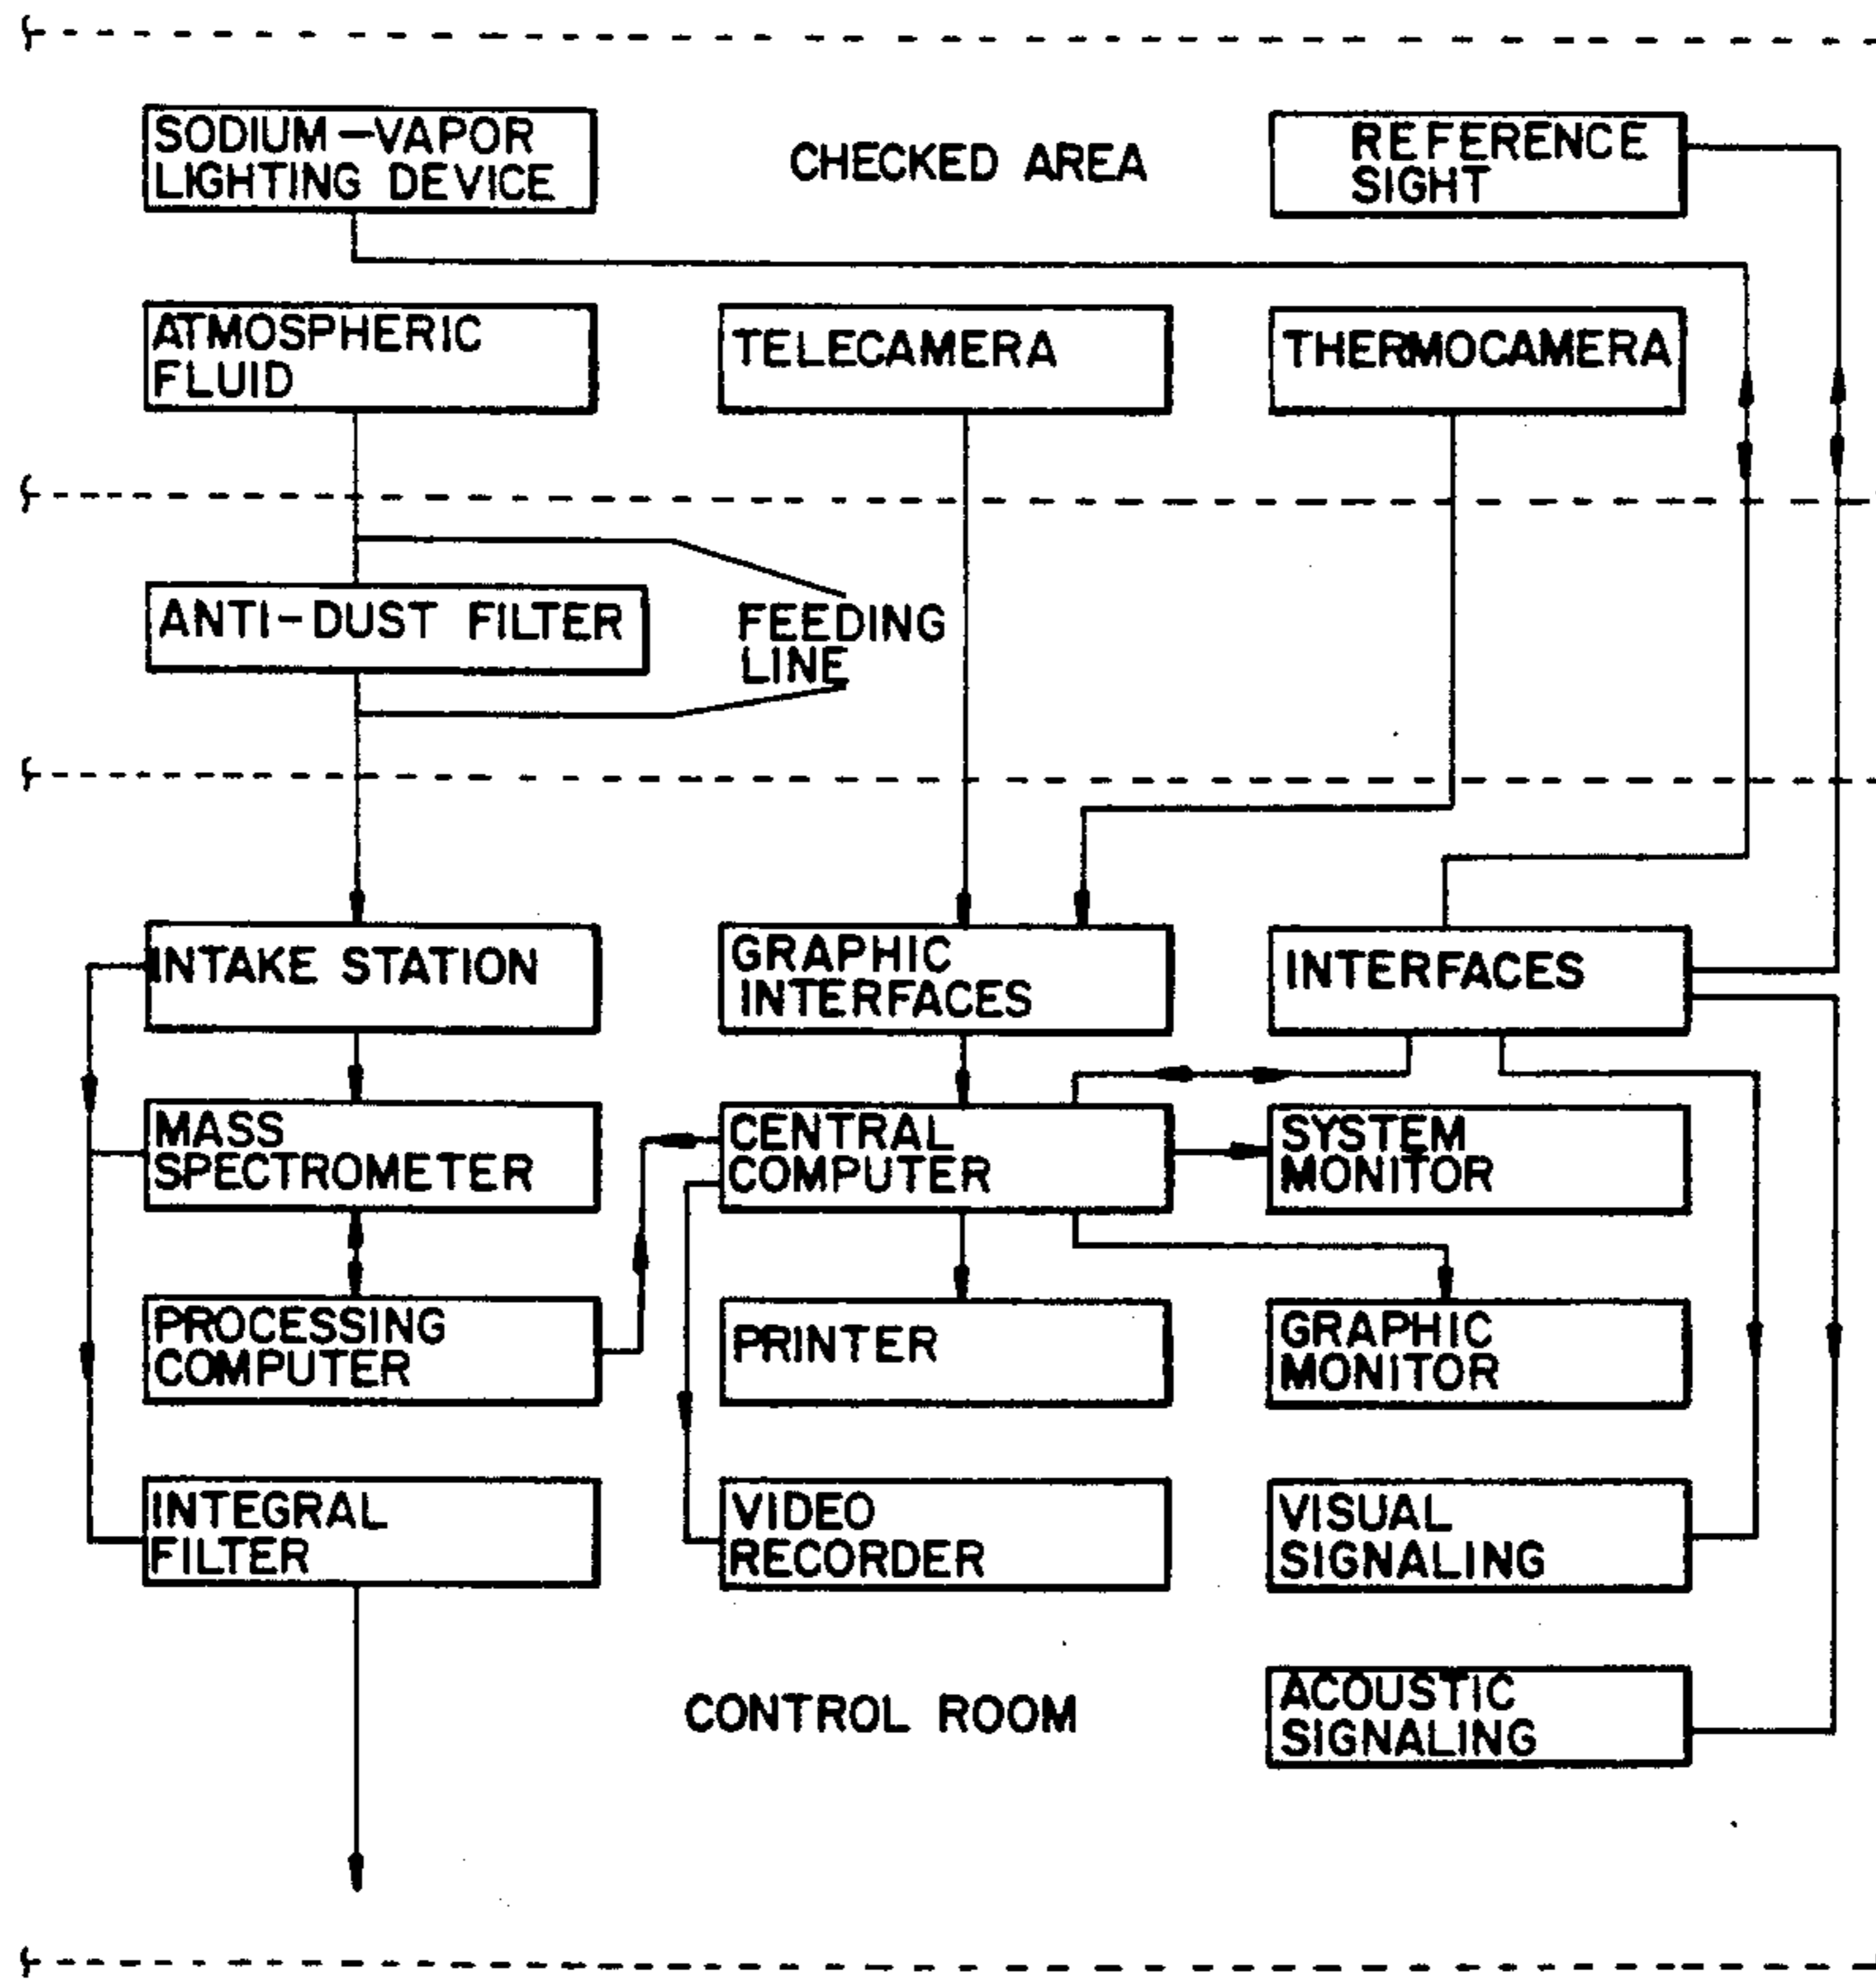 SODIUM-VAPOR
LIGHTING DEVICE
CHECKED AREA
REFERENCE
SIGHT
ATMOSPHERIC
FLUID
TELECAMERA
THERMOCAMERA
ANTI-DUST FILTER
FEEDING
LINE
INTAKE STATION
GRAPHIC
INTERFACES
INTERFACES
MASS
SPECTROMETER
CENTRAL
COMPUTER
SYSTEM
MONITOR
PROCESSING
COMPUTER
PRINTER
GRAPHIC
MONITOR
INTEGRAL
FILTER
VIDEO
RECORDER
VISUAL
SIGNALING
CONTROL ROOM
ACOUSTIC
SIGNALING